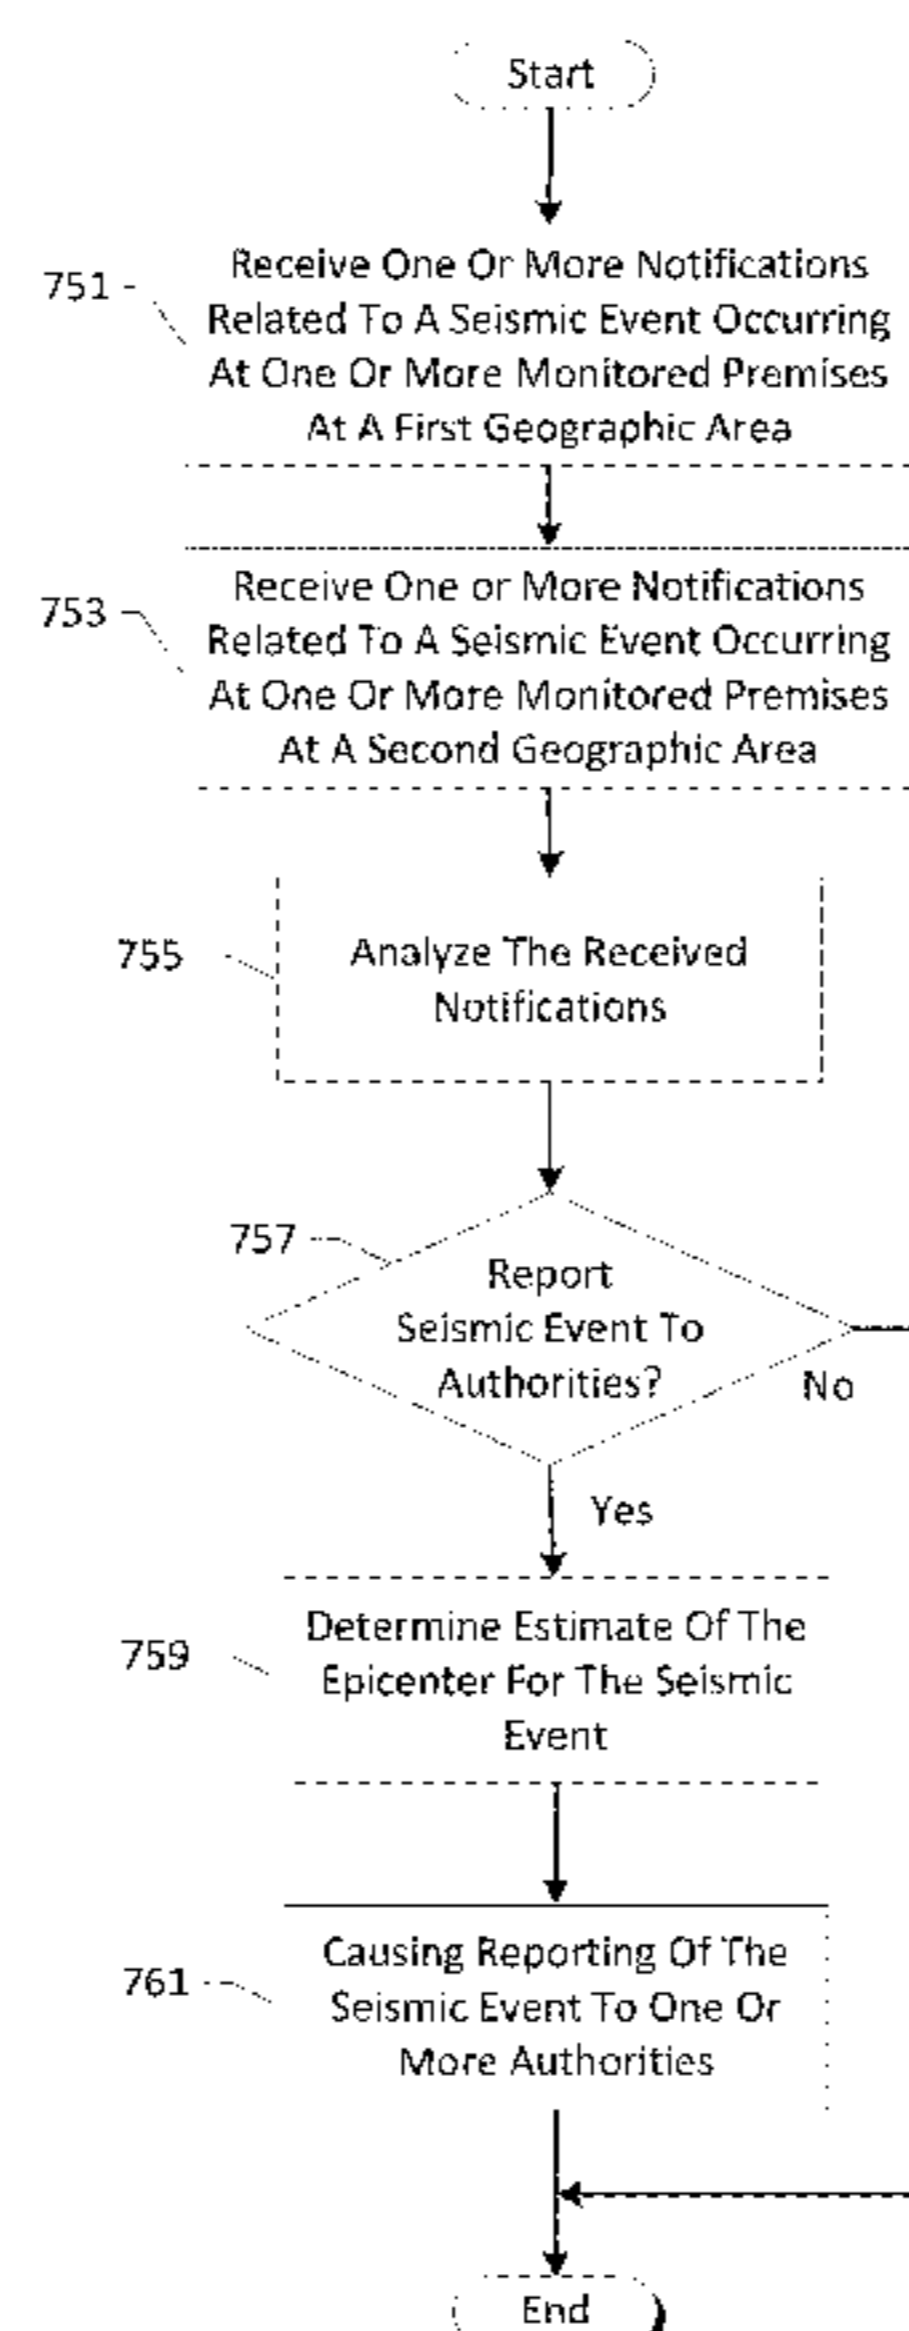 Start
751
Receive One Or More Notifications
Related To A Seismic Event Occurring
At One Or More Monitored Premises
At A First Geographic Area
753
Receive One or More Notifications
Related To A Seismic Event Occurring
At One Or More Monitored Premises
At A Second Geographic Area
755
Analyze The Received
Notifications
757
Report
Seismic Event To
Authorities?
No
Yes
759
Determine Estimate Of The
Epicenter For The Seismic
Event
761
Causing Reporting Of The
Seismic Event To One Or
More Authorities
End